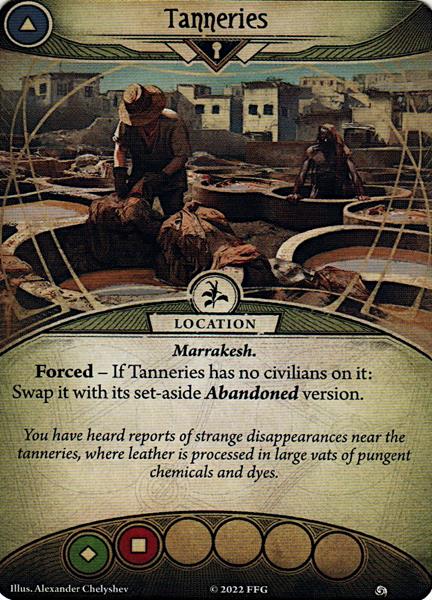 Tanneries
LOCATION
Marrakesh.
Forced – If Tanneries has no civilians on it:
Swap it with its set-aside Abandoned version.
You have heard reports of strange disappearances near the
tanneries, where leather is processed in large vats of pungent
chemicals and dyes.
Illus. Alexander Chelyshev
© 2022 FFG